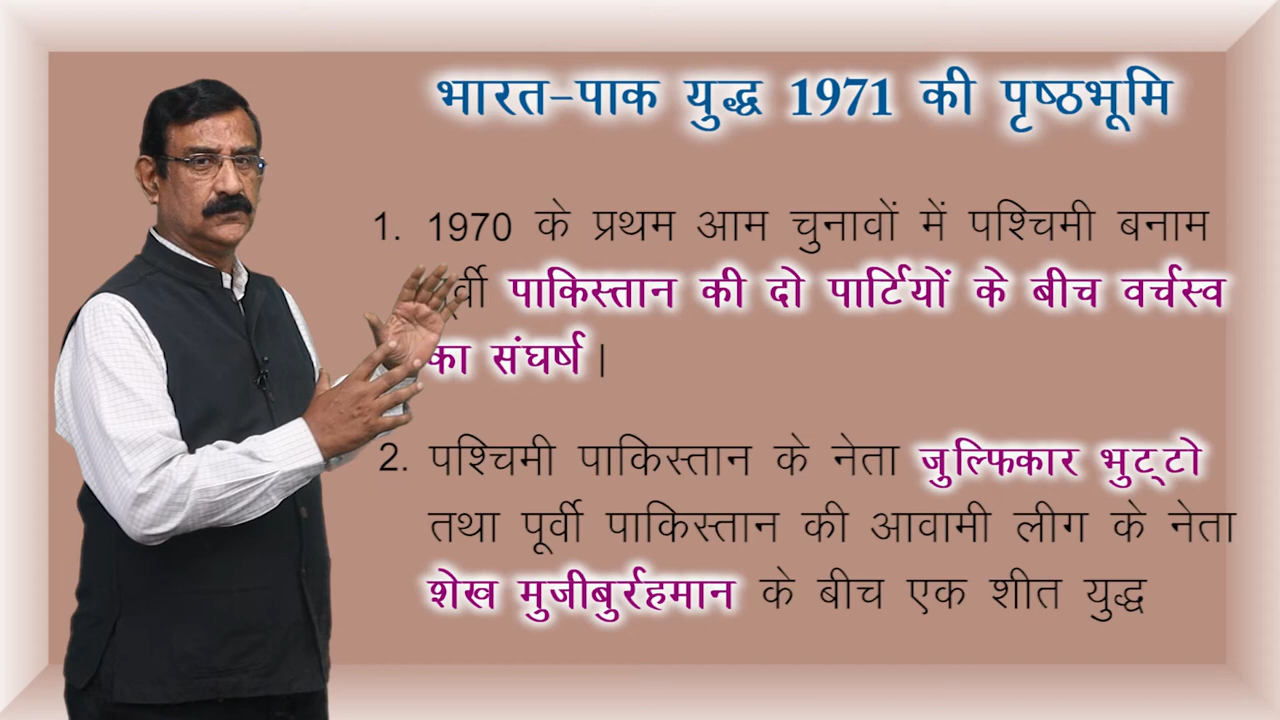 भारत-पाक युद्ध 1971 की पृष्ठभूमि
1. 1970 के प्रथम आम चुनावों में पश्चिमी बनाम
पाकिस्तान की दो पार्टियों के बीच वर्चस्व
का संघर्ष।
2. पश्चिमी पाकिस्तान के नेता जुल्फिकार भुट्टो
तथा पूर्वी पाकिस्तान की आवामी लीग के नेता
शेख मुजीबुर्रहमान के बीच एक शीत युद्ध